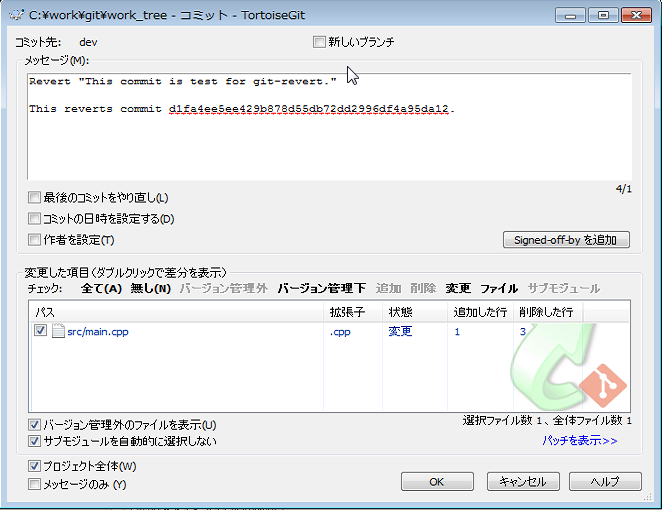 C:¥work¥git¥work_tree - コミット - TortoiseGit
コミット先: dev
新しいブランチ
メッセージ(M):
Revert "This commit is test for git-revert."
This reverts commit d1fa4ee5ee429b878d55db72dd2996df4a95da12.
4/1
最後のコミットをやり直し(L)
コミットの日時を設定する(D)
作者を設定(T)
Signed-off-by を追加
変更した項目(ダブルクリックで差分を表示)
チェック: 全て(A) 無し(N) バージョン管理外 バージョン管理下 追加 削除 変更 ファイル サブモジュール
パス 拡張子 状態 追加した行 削除した行
src/main.cpp .cpp 変更 1 3
バージョン管理外のファイルを表示(U)
選択ファイル数 1、全体ファイル数 1
サブモジュールを自動的に選択しない
パッチを表示>>
プロジェクト全体(W)
メッセージのみ (Y)
OK
キャンセル
ヘルプ